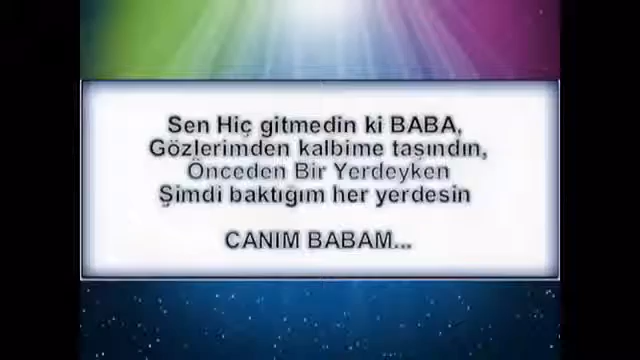 Sen Hiç gitmedin ki BABA,
Gözlerimden kalbime taşındın,
Önceden Bir Yerdeyken
Şimdi baktığım her yerdesin
CANIM BABAM...